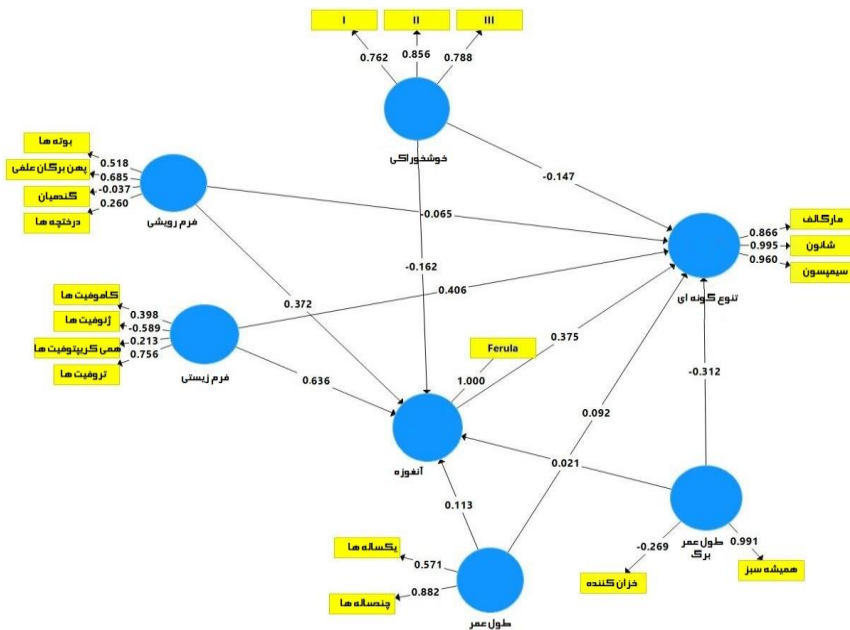 I
II
III
0.762
0.856
0.788
خوشخوراکی
بوته ها
پهن برگان علفی
گندمیان
درختچه ها
0.518
0.685
-0.037
0.260
فرم رویشی
-0.147
-0.065
مارگالف
شانون
سیمپسون
0.866
0.995
0.960
تنوع گونه ای
-0.162
0.406
0.372
کاموفیت ها
ژئوفیت ها
همی کریپتوفیت ها
تروفیت ها
0.398
-0.589
0.213
0.756
فرم زیستی
Ferula
1.000
0.375
0.636
-0.312
0.092
آنغوزه
0.021
0.113
یکساله ها
چندساله ها
0.571
0.882
طول عمر
طول عمر
برگ
-0.269
0.991
خزان کننده
همیشه سبز